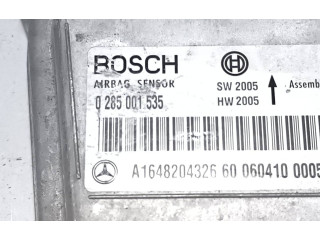 BOSCH
AIRBAG SENSOR
0 285 001 535
SW 2005
HW 2005
Assemb
A1648204326 60 060410 0005